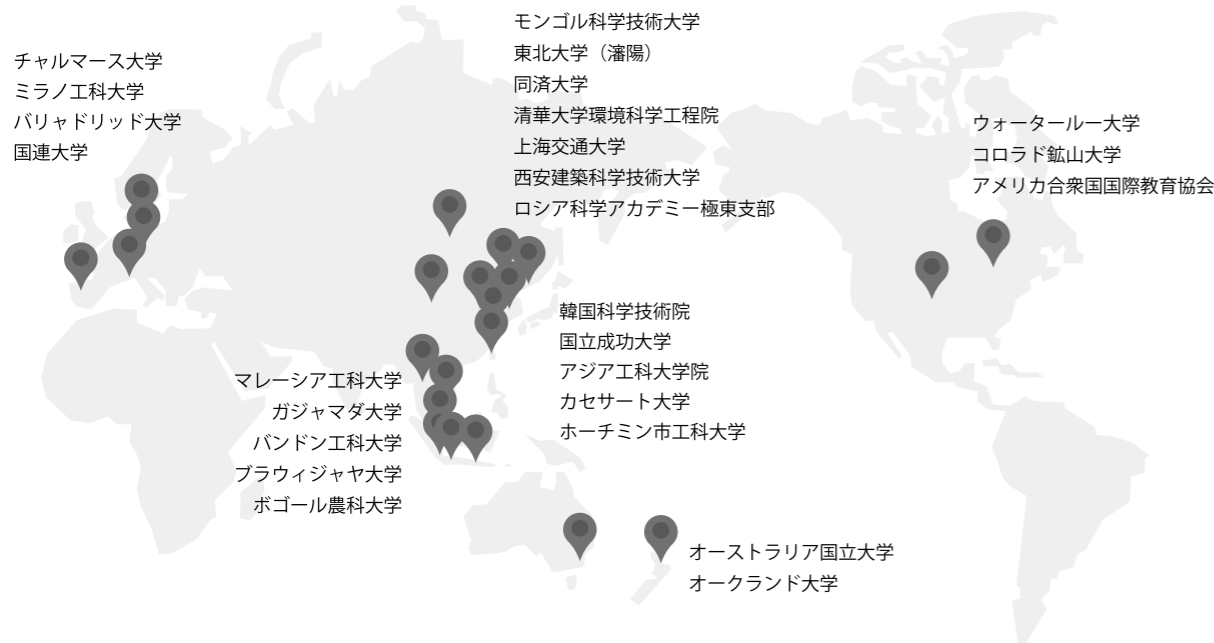 チャルマース大学
ミラノ工科大学
バリャドリッド大学
国連大学
モンゴル科学技術大学
東北大学（瀋陽）
同済大学
清華大学環境科学工程院
上海交通大学
西安建築科学技術大学
ロシア科学アカデミー極東支部
ウォータールー大学
コロラド鉱山大学
アメリカ合衆国国際教育協会
韓国科学技術院
国立成功大学
アジア工科大学院
カセサート大学
ホーチミン市工科大学
マレーシア工科大学
ガジャマダ大学
バンドン工科大学
ブラウィジャヤ大学
ボゴール農科大学
オーストラリア国立大学
オークランド大学